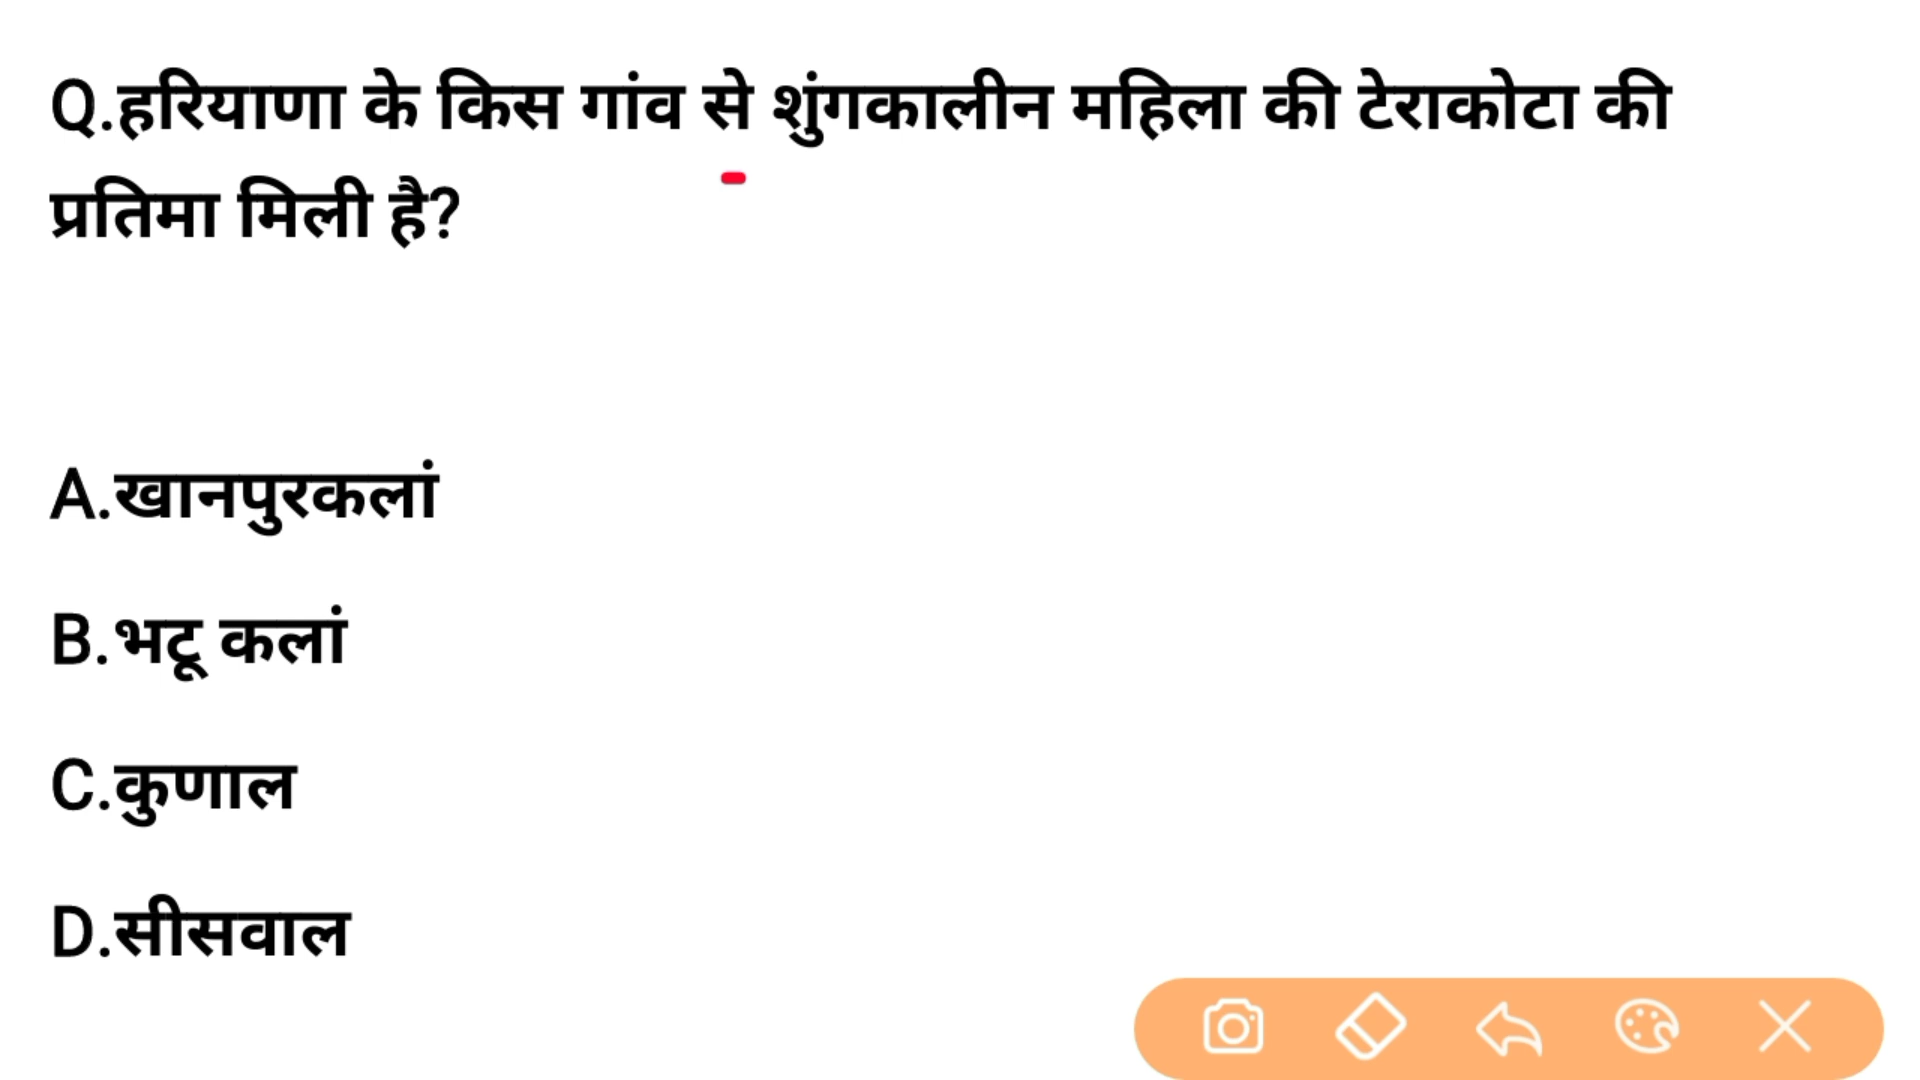 Q.हरियाणा के किस गांव से शुंगकालीन महिला की टेराकोटा की
प्रतिमा मिली है?
A.खानपुरकलां
B.भटू कलां
C.कुणाल
D.सीसवाल